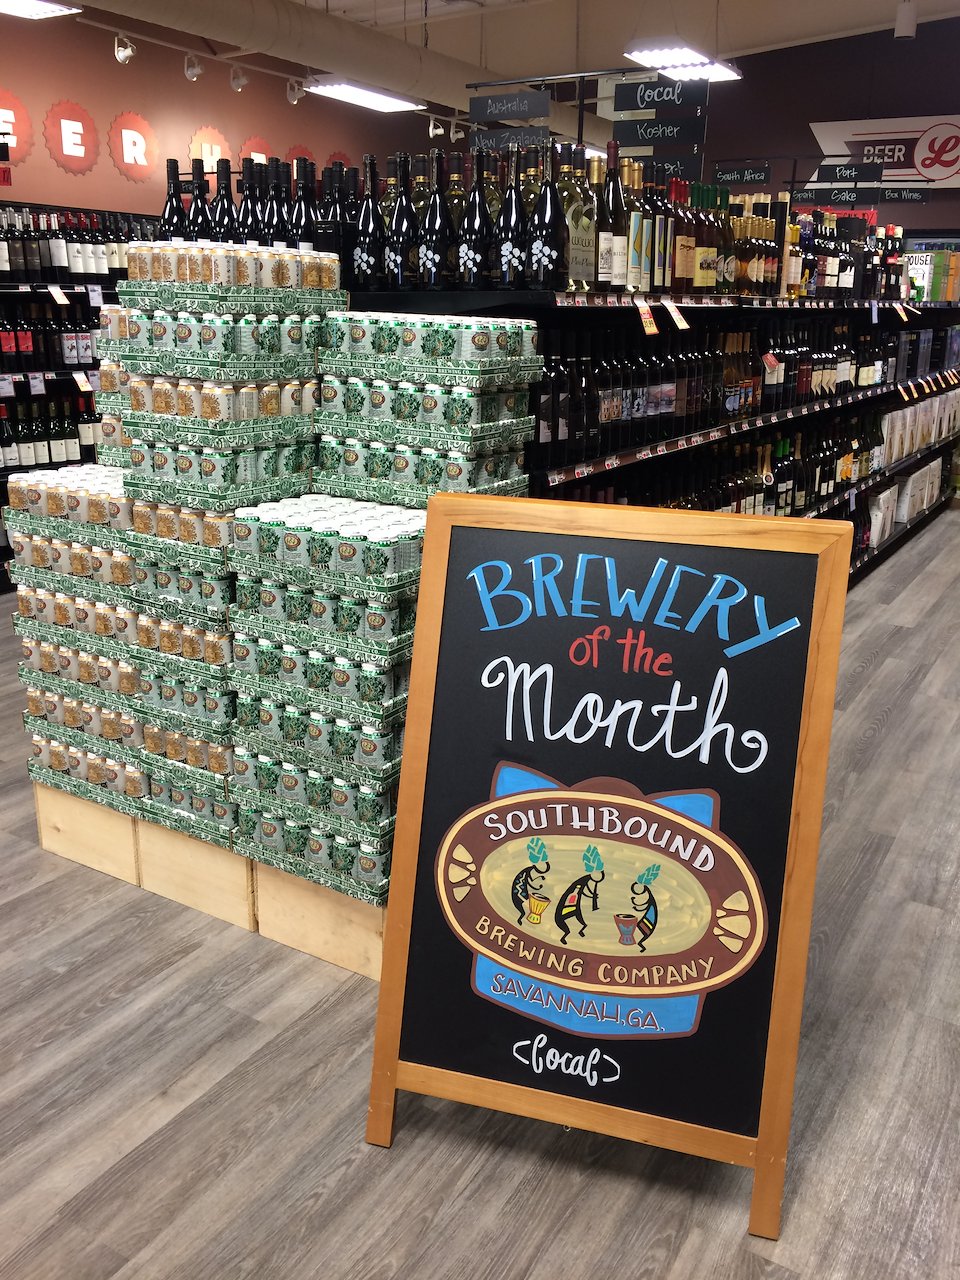 Australia
New Zealand
Local
Kosher
South Africa
Port
Sake
Box Wines
BEER
L
E R
BREWERY
of the
Month
SOUTHBOUND
BREWING COMPANY
SAVANNAH, GA.
<local>